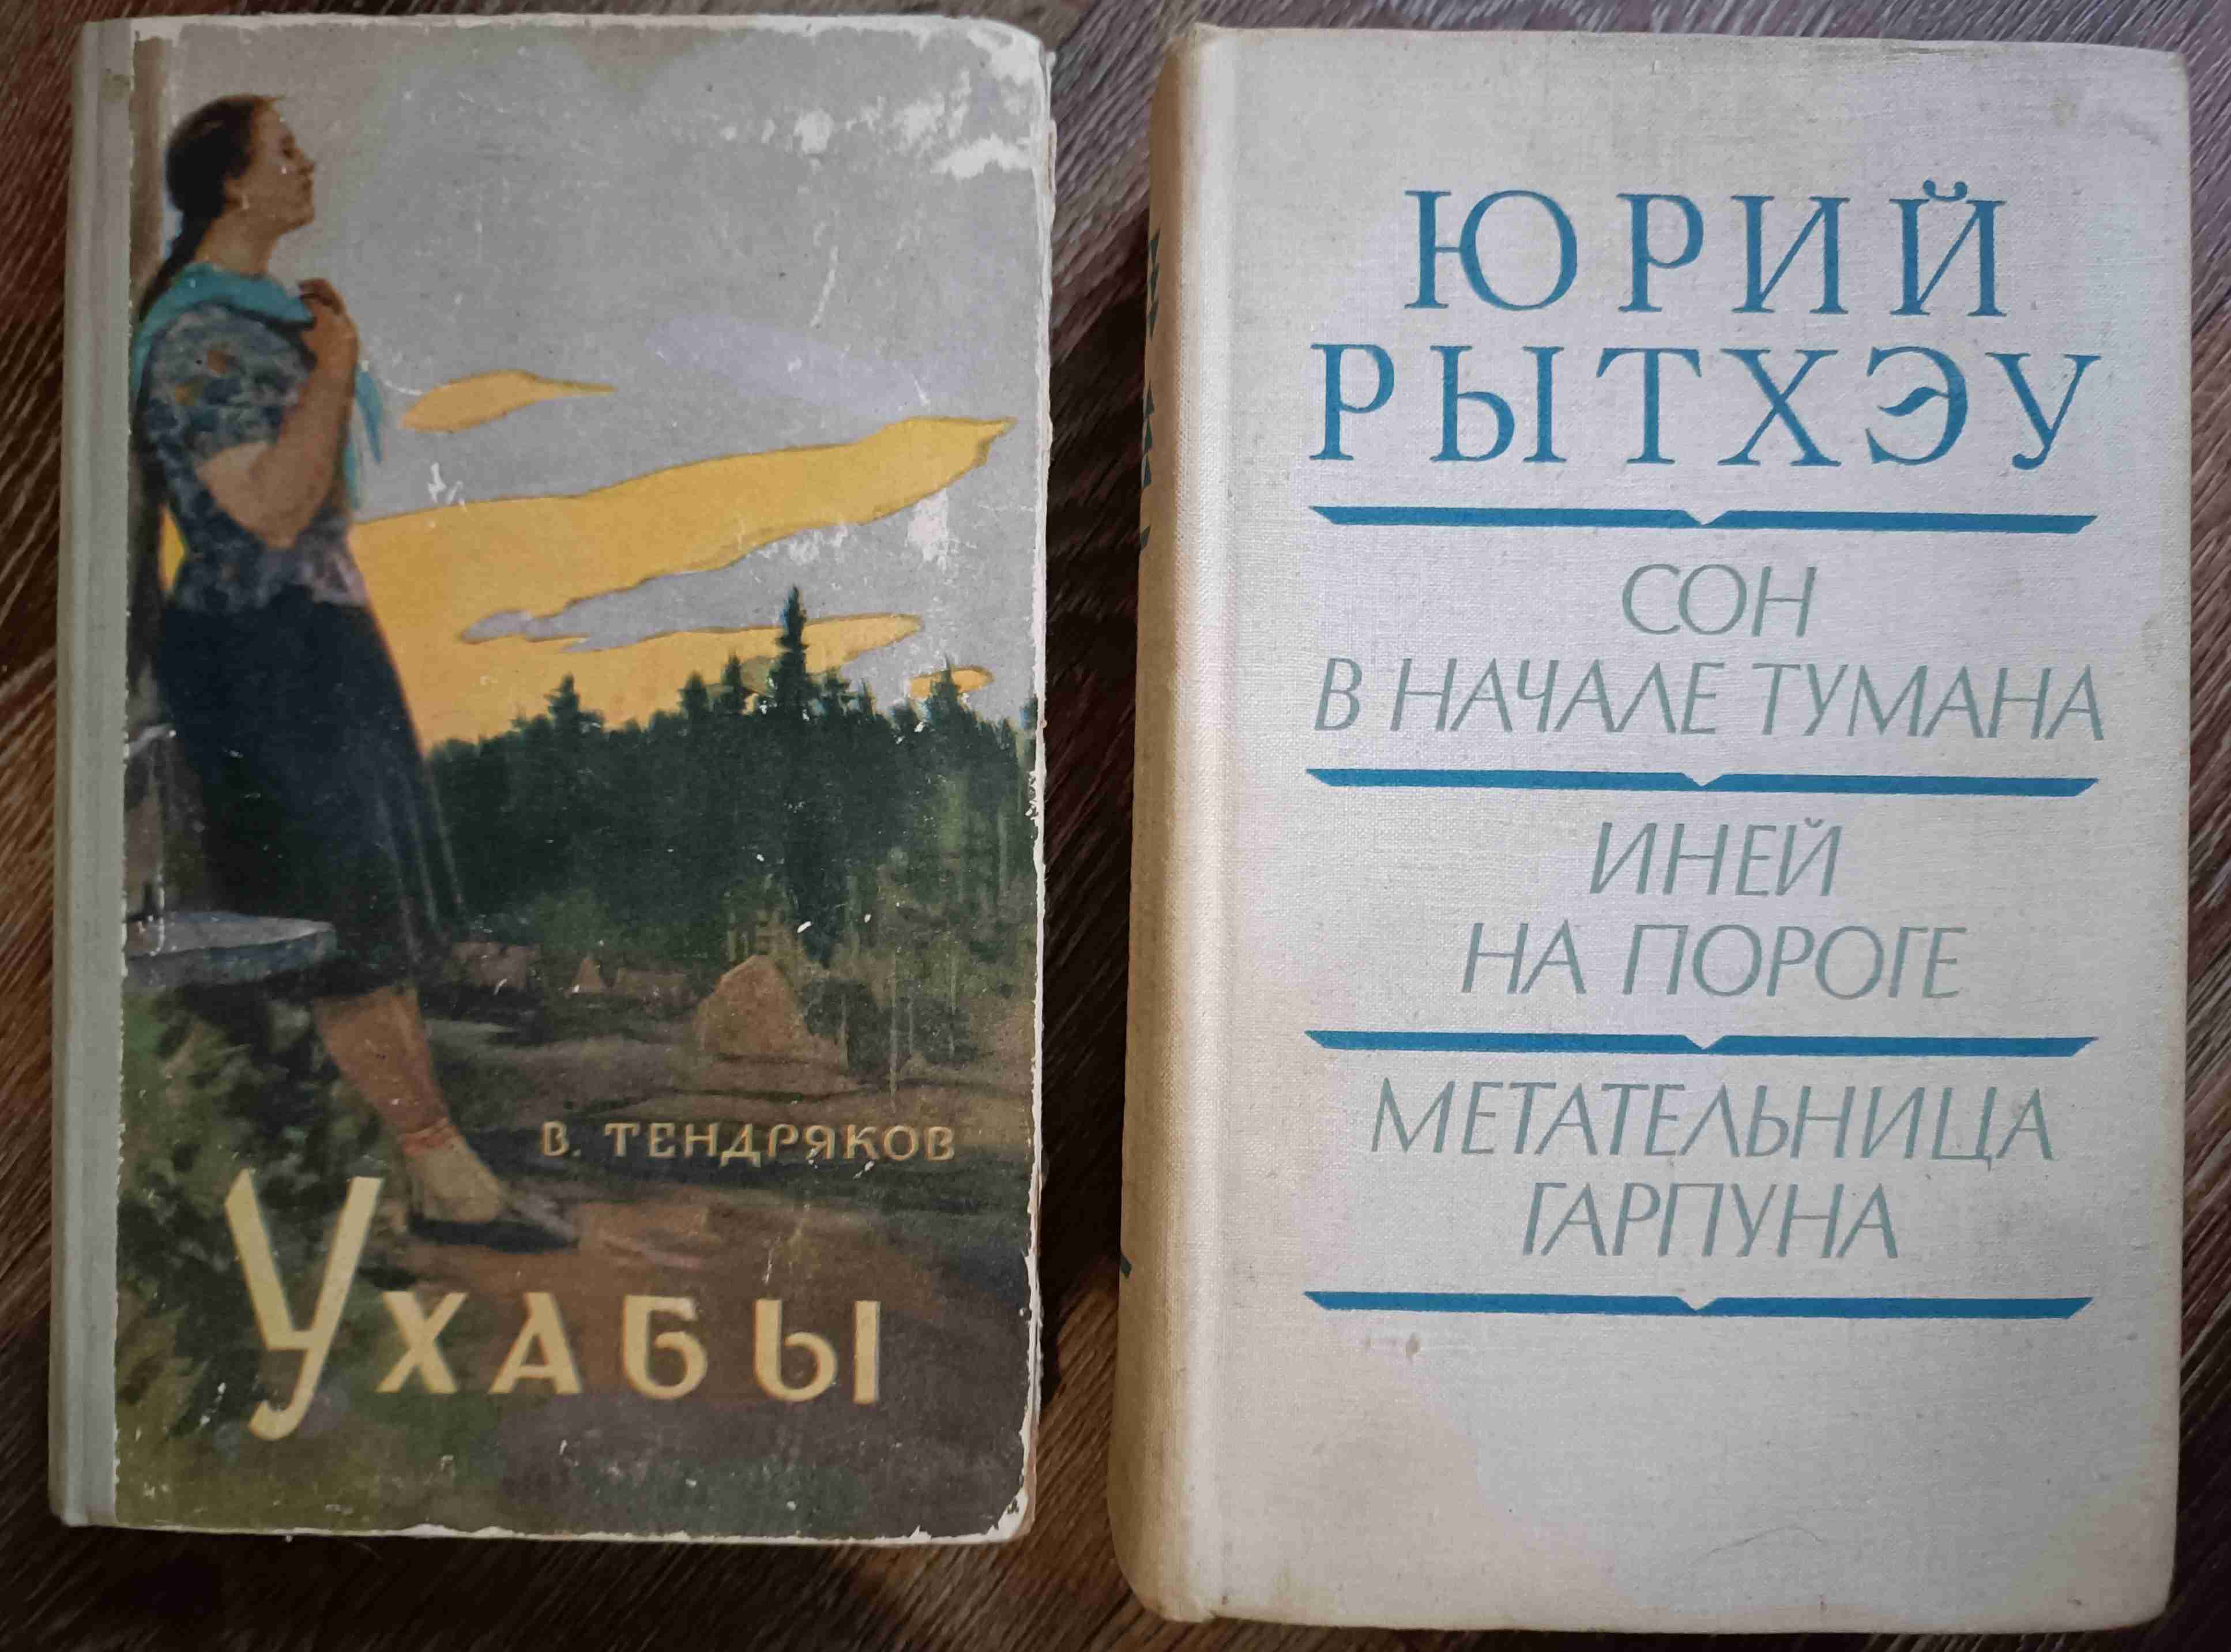 В. ТЕНДРЯКОВ
УХАБЫ
ЮРИЙ
РЫТХЭУ
СОН
В НАЧАЛЕ ТУМАНА
ИНЕЙ
НА ПОРОГЕ
МЕТАТЕЛЬНИЦА
ГАРПУНА